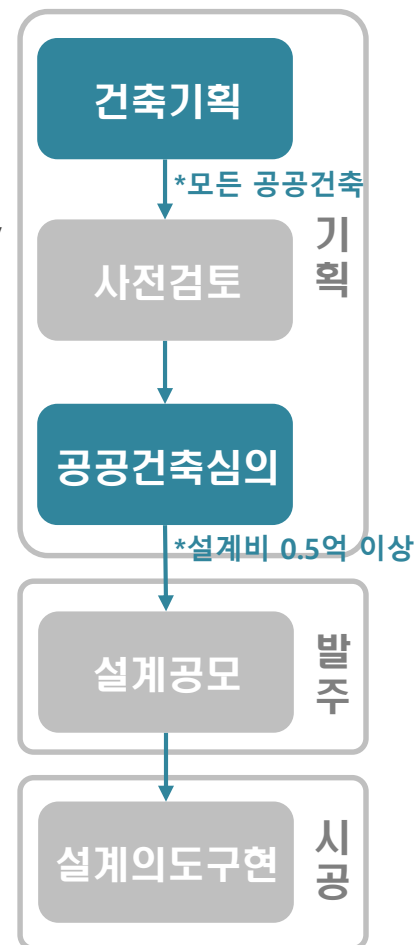 건축기획
*모든 공공건축
기획
사전검토
공공건축심의
*설계비 0.5억 이상
발주
설계공모
시공
설계의도구현